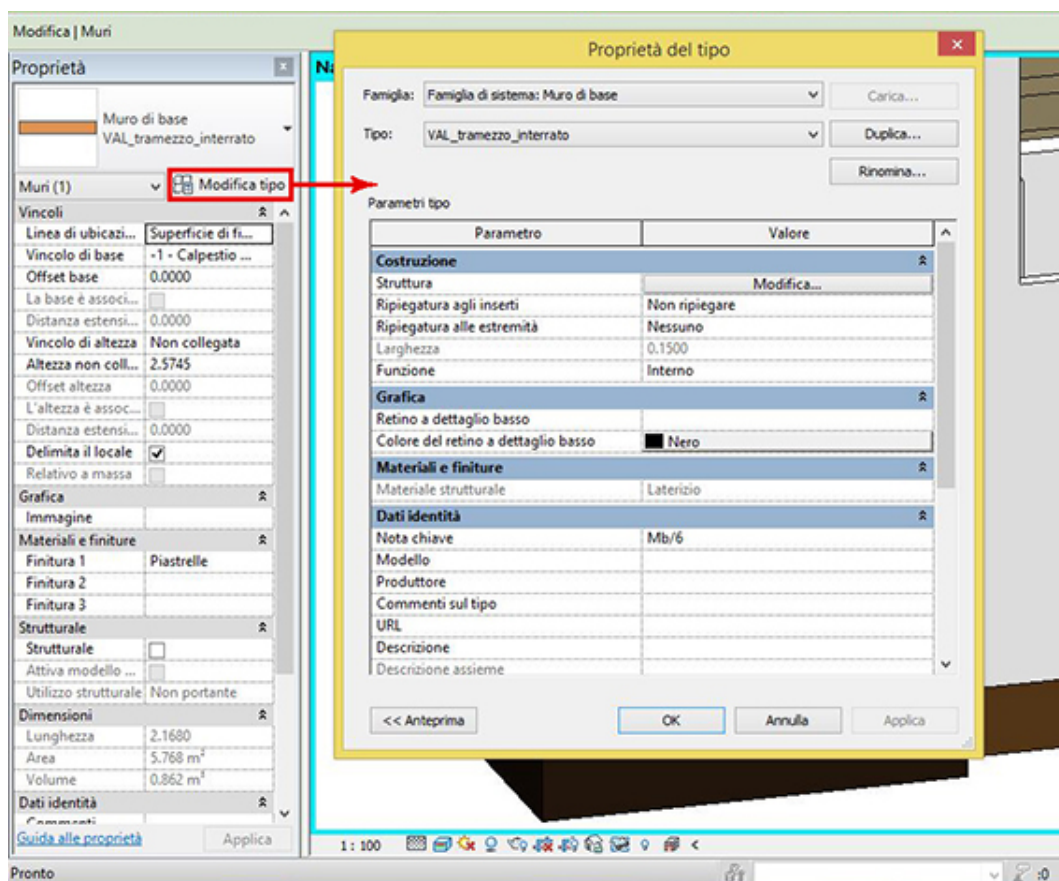 Modifica | Muri
Proprietà
Muro di base
VAL_tramezzo_interrato
Muri (1)
Modifica tipo
Vincoli
Linea di ubicazi... Superficie di fi...
Vincolo di base -1 - Calpestio ...
Offset base 0.0000
La base è associ...
Distanza estensi... 0.0000
Vincolo di altezza Non collegata
Altezza non coll... 2.5745
Offset altezza 0.0000
L'altezza è assoc...
Distanza estensi... 0.0000
Delimita il locale
Relativo a massa
Grafica
Immagine
Materiali e finiture
Finitura 1 Piastrelle
Finitura 2
Finitura 3
Strutturale
Strutturale
Attiva modello ...
Utilizzo strutturale Non portante
Dimensioni
Lunghezza 2.1680
Area 5.768 m²
Volume 0.862 m³
Dati identità
Commenti
Guida alle proprietà Applica
Pronto
Proprietà del tipo
Famiglia: Famiglia di sistema: Muro di base Carica...
Tipo: VAL_tramezzo_interrato Duplica...
Rinomina...
Parametri tipo
Parametro Valore
Costruzione
Struttura Modifica...
Ripiegatura agli inserti Non ripiegare
Ripiegatura alle estremità Nessuno
Larghezza 0.1500
Funzione Interno
Grafica
Retino a dettaglio basso
Colore del retino a dettaglio basso Nero
Materiali e finiture
Materiale strutturale Laterizio
Dati identità
Nota chiave Mb/6
Modello
Produttore
Commenti sul tipo
URL
Descrizione
Descrizione assieme
<< Anteprima OK Annulla Applica
1 : 100
:0